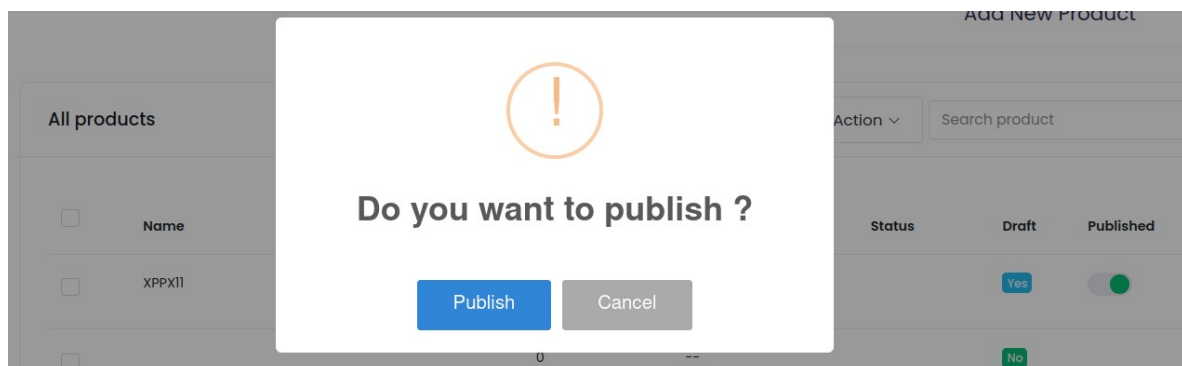 Add New Product
All products
Action
Search product
!
Do you want to publish ?
Name
Status
Draft
Published
XPPX11
Yes
Publish
Cancel
0
--
No